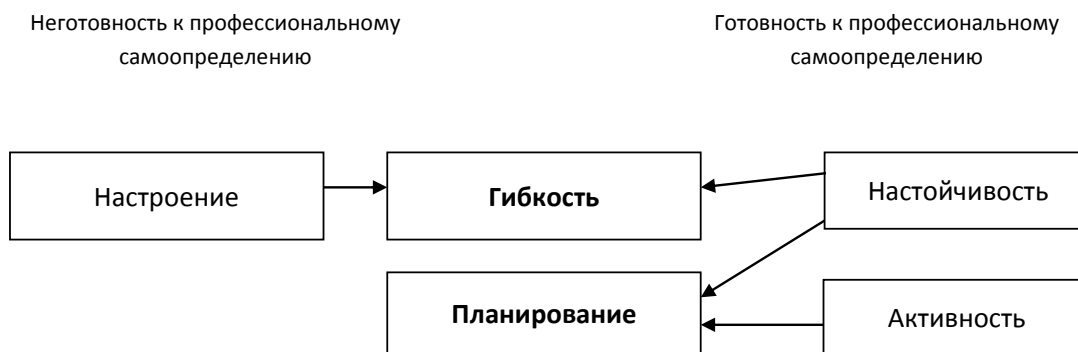 Неготовность к профессиональному
самоопределению
Готовность к профессиональному
самоопределению
Настроение
Гибкость
Настойчивость
Планирование
Активность